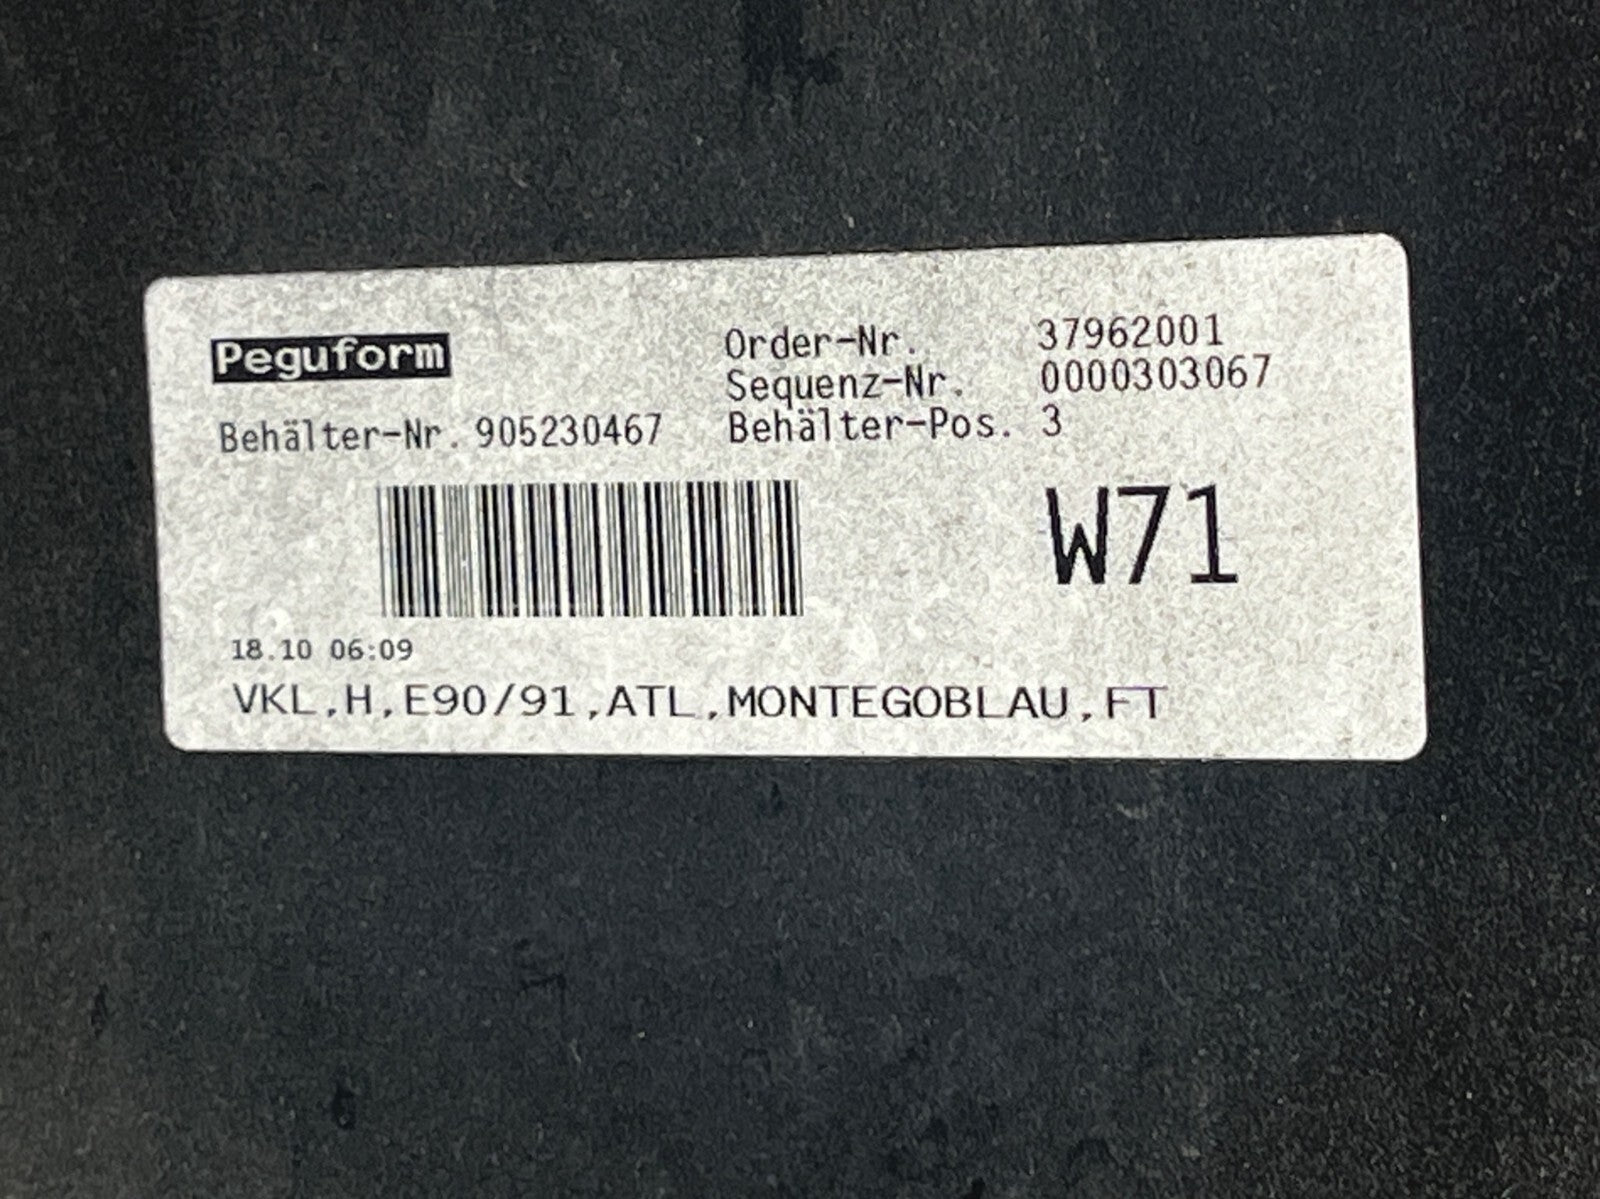 Peguform
Order-Nr. 37962001
Sequenz-Nr. 0000303067
Behälter-Nr. 905230467 Behälter-Pos. 3
W71
18.10 06:09
VKL,H,E90/91,ATL,MONTEGOBLAU,FT